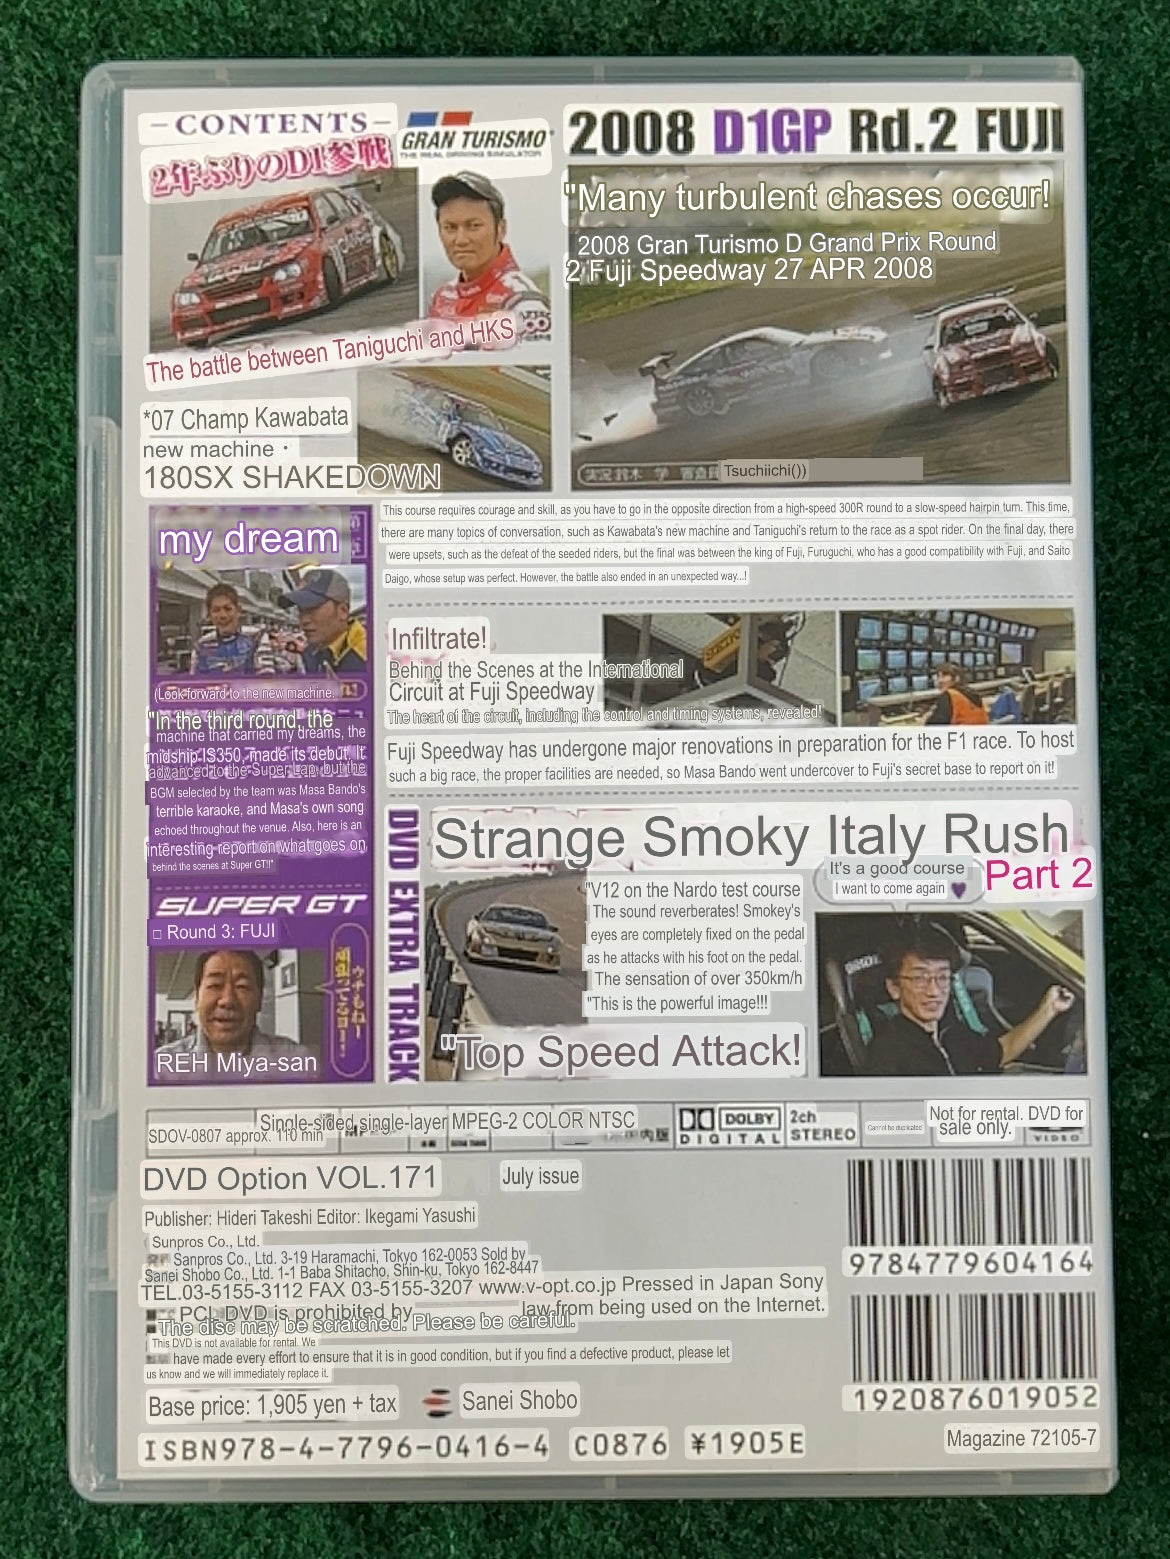 CONTENTS
2年ぶりのD1参戦
GRAN TURISMO
THE REAL DRIVING SIMULATOR
The battle between Taniguchi and HKS
*07 Champ Kawabata
new machine・
180SX SHAKEDOWN
2008 D1GP Rd.2 FUJI
"Many turbulent chases occur!
2008 Gran Turismo D Grand Prix Round
2 Fuji Speedway 27 APR 2008
Tsuchiichi())
This course requires courage and skill, as you have to go in the opposite direction from a high-speed 300R round to a slow-speed hairpin turn. This time,
there are many topics of conversation, such as Kawabata's new machine and Taniguchi's return to the race as a spot rider. On the final day, there
were upsets, such as the defeat of the seeded riders, but the final was between the king of Fuji, Furuguchi, who has a good compatibility with Fuji, and Saito
Daigo, whose setup was perfect. However, the battle also ended in an unexpected way...!
my dream
(Look forward to the new machine.
"In the third round, the
machine that carried my dreams, the
midship IS350, made its debut. It
advanced to the Super Lap, but the
BGM selected by the team was Masa Bando's
terrible karaoke, and Masa's own song
echoed throughout the venue. Also, here is an
interesting report on what goes on
behind the scenes at Super GT!!"
SUPER GT
□ Round 3: FUJI
ウチもねー
頑張ってるヨー!
REH Miya-san
Infiltrate!
Behind the Scenes at the International
Circuit at Fuji Speedway
The heart of the circuit, including the control and timing systems, revealed!
Fuji Speedway has undergone major renovations in preparation for the F1 race. To host
such a big race, the proper facilities are needed, so Masa Bando went undercover to Fuji's secret base to report on it!
DVD EXTRA TRACK
Strange Smoky Italy Rush
Part 2
It's a good course
I want to come again
"V12 on the Nardo test course
The sound reverberates! Smokey's
eyes are completely fixed on the pedal
as he attacks with his foot on the pedal.
The sensation of over 350km/h
"This is the powerful image!!!
"Top Speed Attack!
SDOV-0807 approx. 110 min
Single-sided single-layer MPEG-2 COLOR NTSC
DOLBY
DIGITAL
2ch
STEREO
Cannot be duplicated
Not for rental. DVD for
sale only.
VIDEO
DVD Option VOL.171
July issue
Publisher: Hideri Takeshi Editor: Ikegami Yasushi
Sunpros Co., Ltd.
Sanpros Co., Ltd. 3-19 Haramachi, Tokyo 162-0053 Sold by
Sanei Shobo Co., Ltd. 1-1 Baba Shitacho, Shin-ku, Tokyo 162-8447
TEL.03-5155-3112 FAX 03-5155-3207 www.v-opt.co.jp Pressed in Japan Sony
PCL DVD is prohibited by law from being used on the Internet.
The disc may be scratched. Please be careful.
This DVD is not available for rental. We
have made every effort to ensure that it is in good condition, but if you find a defective product, please let
us know and we will immediately replace it.
Base price: 1,905 yen + tax
Sanei Shobo
ISBN978-4-7796-0416-4 C0876 ¥1905E
9784779604164
1920876019052
Magazine 72105-7